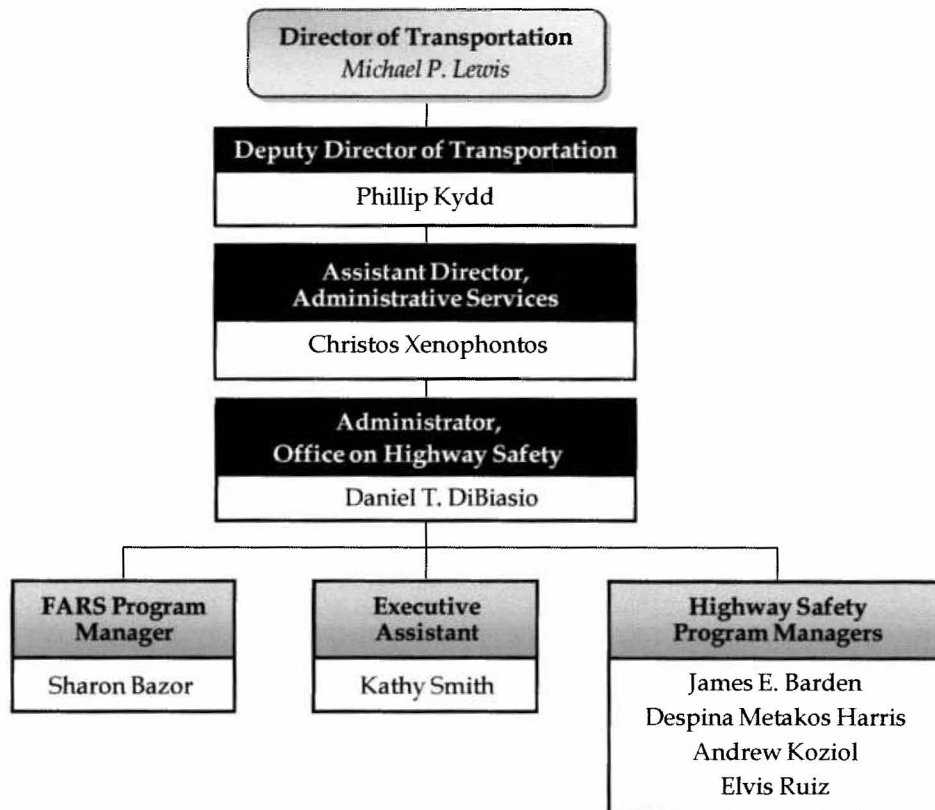 Director of Transportation
Michael P. Lewis
Deputy Director of Transportation
Phillip Kydd
Assistant Director,
Administrative Services
Christos Xenophontos
Administrator,
Office on Highway Safety
Daniel T. DiBiasio
FARS Program
Manager
Sharon Bazor
Executive
Assistant
Kathy Smith
Highway Safety
Program Managers
James E. Barden
Despina Metakos Harris
Andrew Koziol
Elvis Ruiz